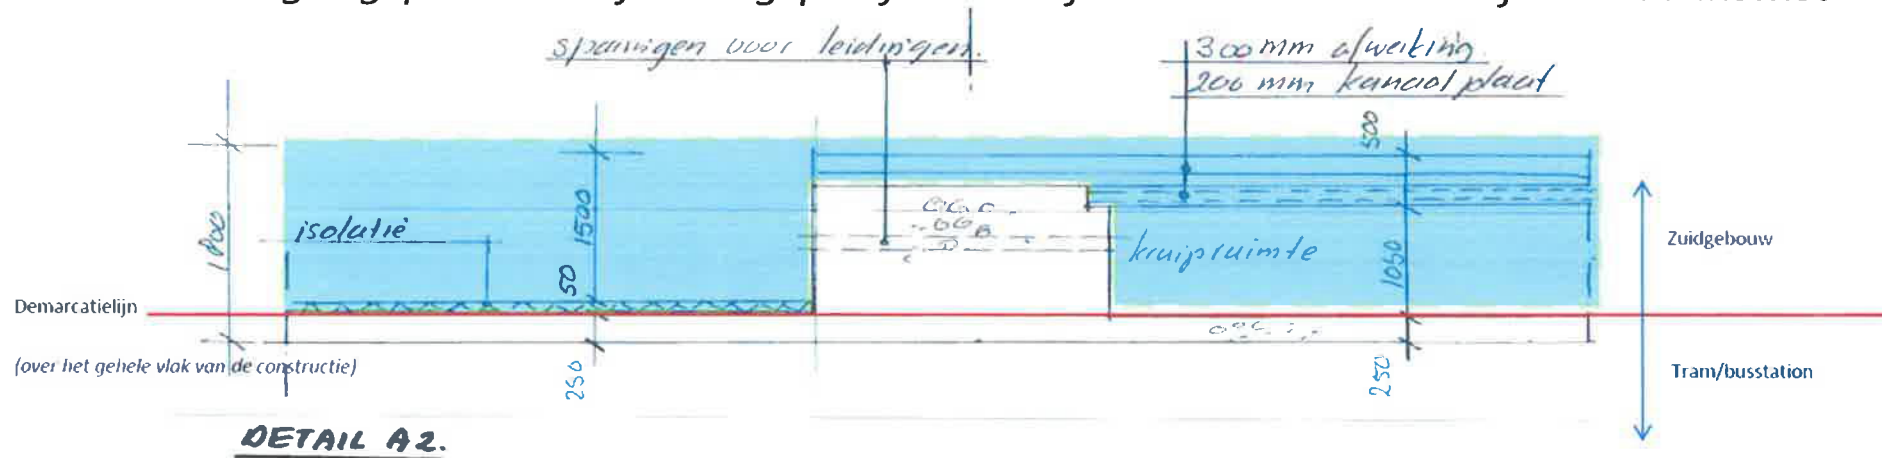 sparingen voor leidingen.
300 mm afwerking
200 mm kanaalplaat
500
1800
isolatie
1500
50
kruipruimte
1050
Zuidgebouw
Demarcatielijn
(over het gehele vlak van de constructie)
250
250
Tram/busstation
DETAIL A2.